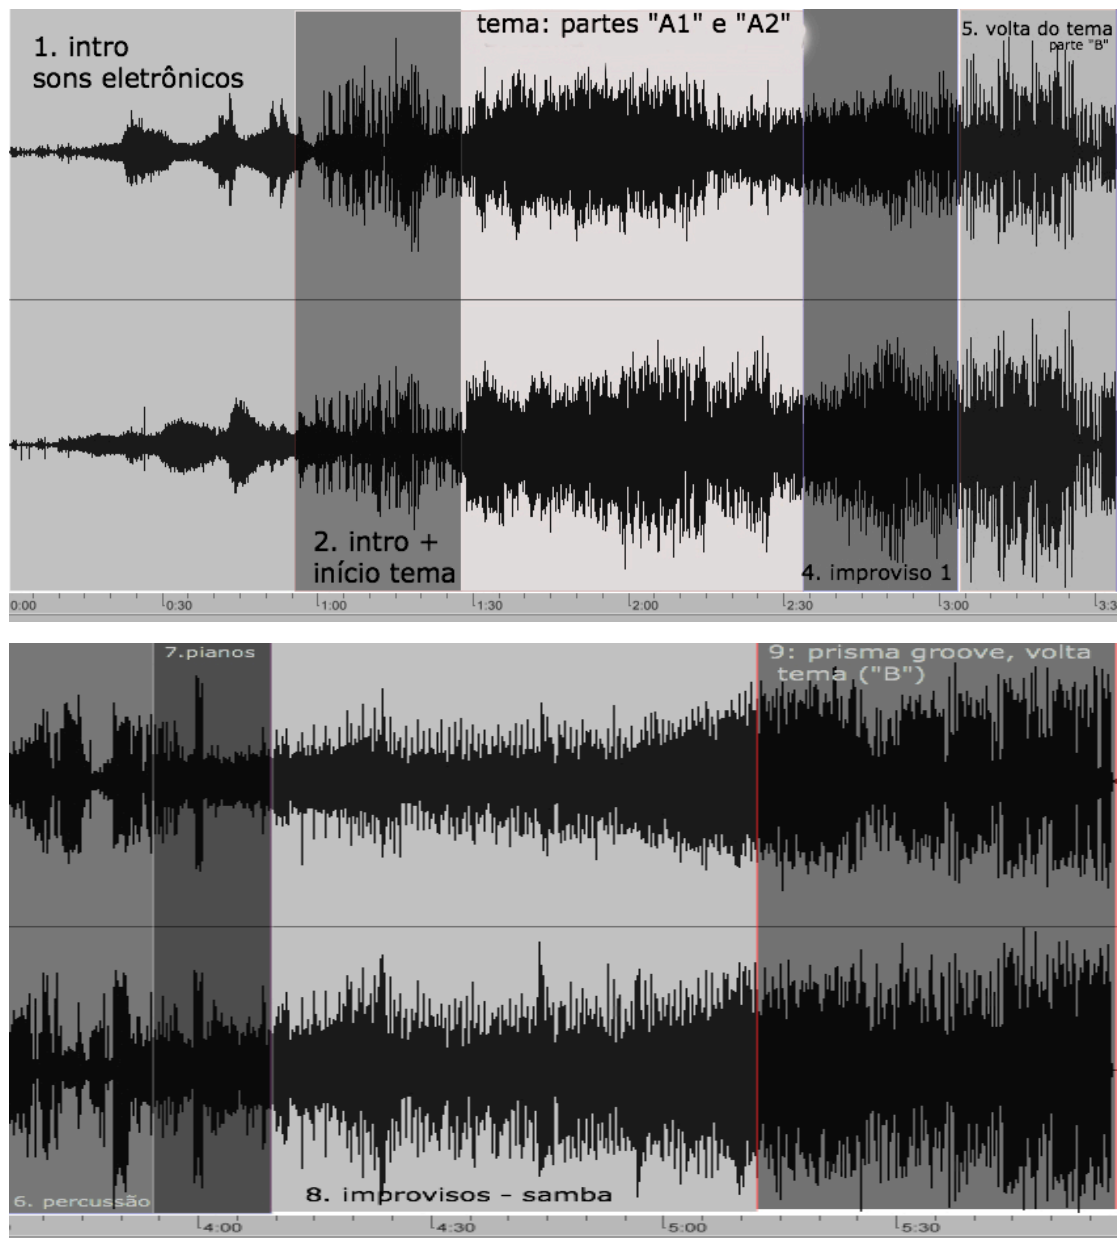 1. intro
sons eletrônicos
tema: partes "A1" e "A2"
5. volta do tema
parte "B"
2. intro +
início tema
4. improviso 1
0:00 0:30 1:00 1:30 2:00 2:30 3:00 3:3
7.pianos
9: prisma groove, volta
tema ("B")
6. percussão
8. improvisos - samba
4:00 4:30 5:00 5:30